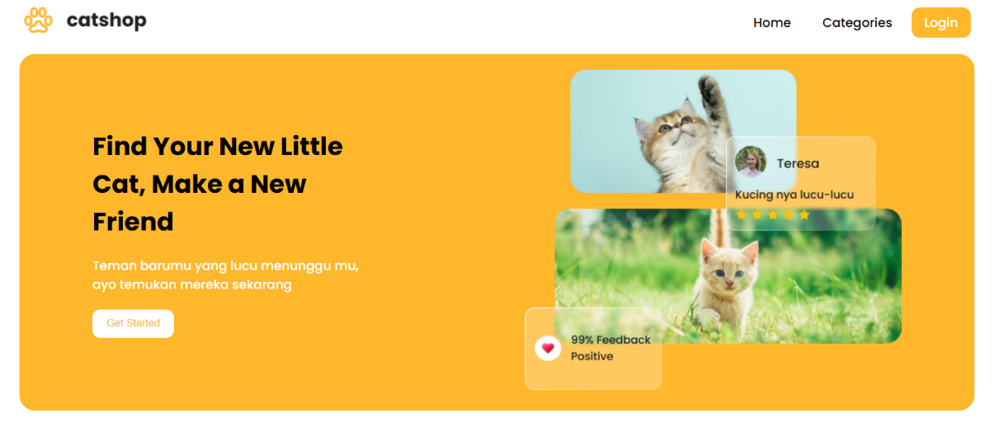 catshop
Home
Categories
Login
Find Your New Little
Cat, Make a New
Friend
Teman barumu yang lucu menunggu mu,
ayo temukan mereka sekarang
Get Started
Teresa
Kucing nya lucu-lucu
99% Feedback
Positive